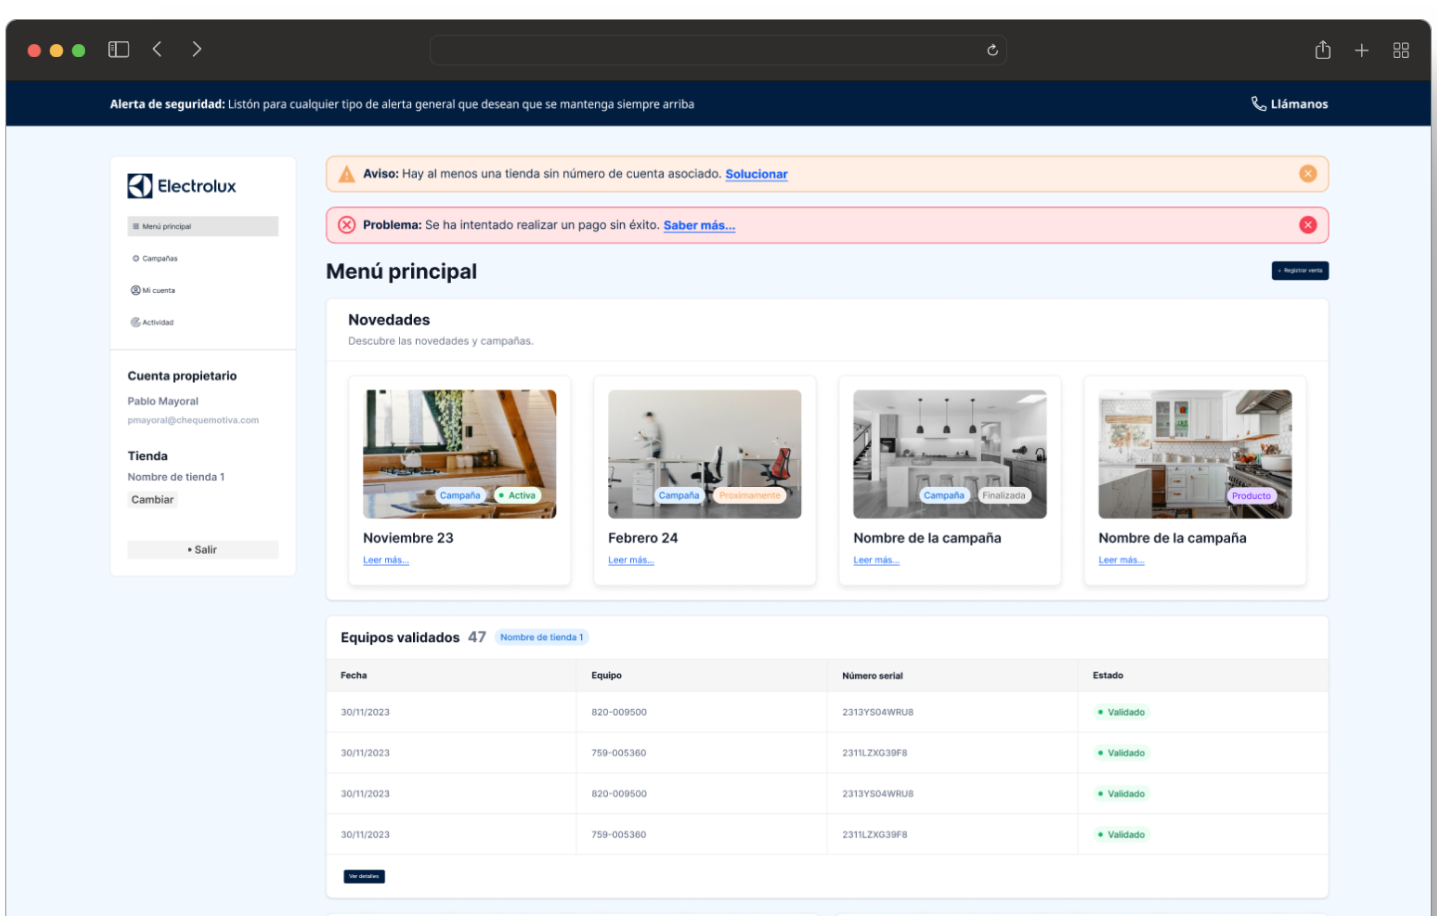 Alerta de seguridad: Listón para cualquier tipo de alerta general que desean que se mantenga siempre arriba
Llámanos
Electrolux
Menú principal
Campañas
Mi cuenta
Actividad
Cuenta propietario
Pablo Mayoral
pmayoral@chequemotiva.com
Tienda
Nombre de tienda 1
Cambiar
• Salir
Aviso: Hay al menos una tienda sin número de cuenta asociado. Solucionar
Problema: Se ha intentado realizar un pago sin éxito. Saber más...
Menú principal
+ Registrar venta
Novedades
Descubre las novedades y campañas.
Campaña • Activa
Noviembre 23
Leer más...
Campaña Proximamente
Febrero 24
Leer más...
Campaña Finalizada
Nombre de la campaña
Leer más...
Producto
Nombre de la campaña
Leer más...
Equipos validados 47 Nombre de tienda 1
Fecha Equipo Número serial Estado
30/11/2023 820-009500 2313YS04WRU8 • Validado
30/11/2023 759-005360 2311LZXG39F8 • Validado
30/11/2023 820-009500 2313YS04WRU8 • Validado
30/11/2023 759-005360 2311LZXG39F8 • Validado
Ver detalles